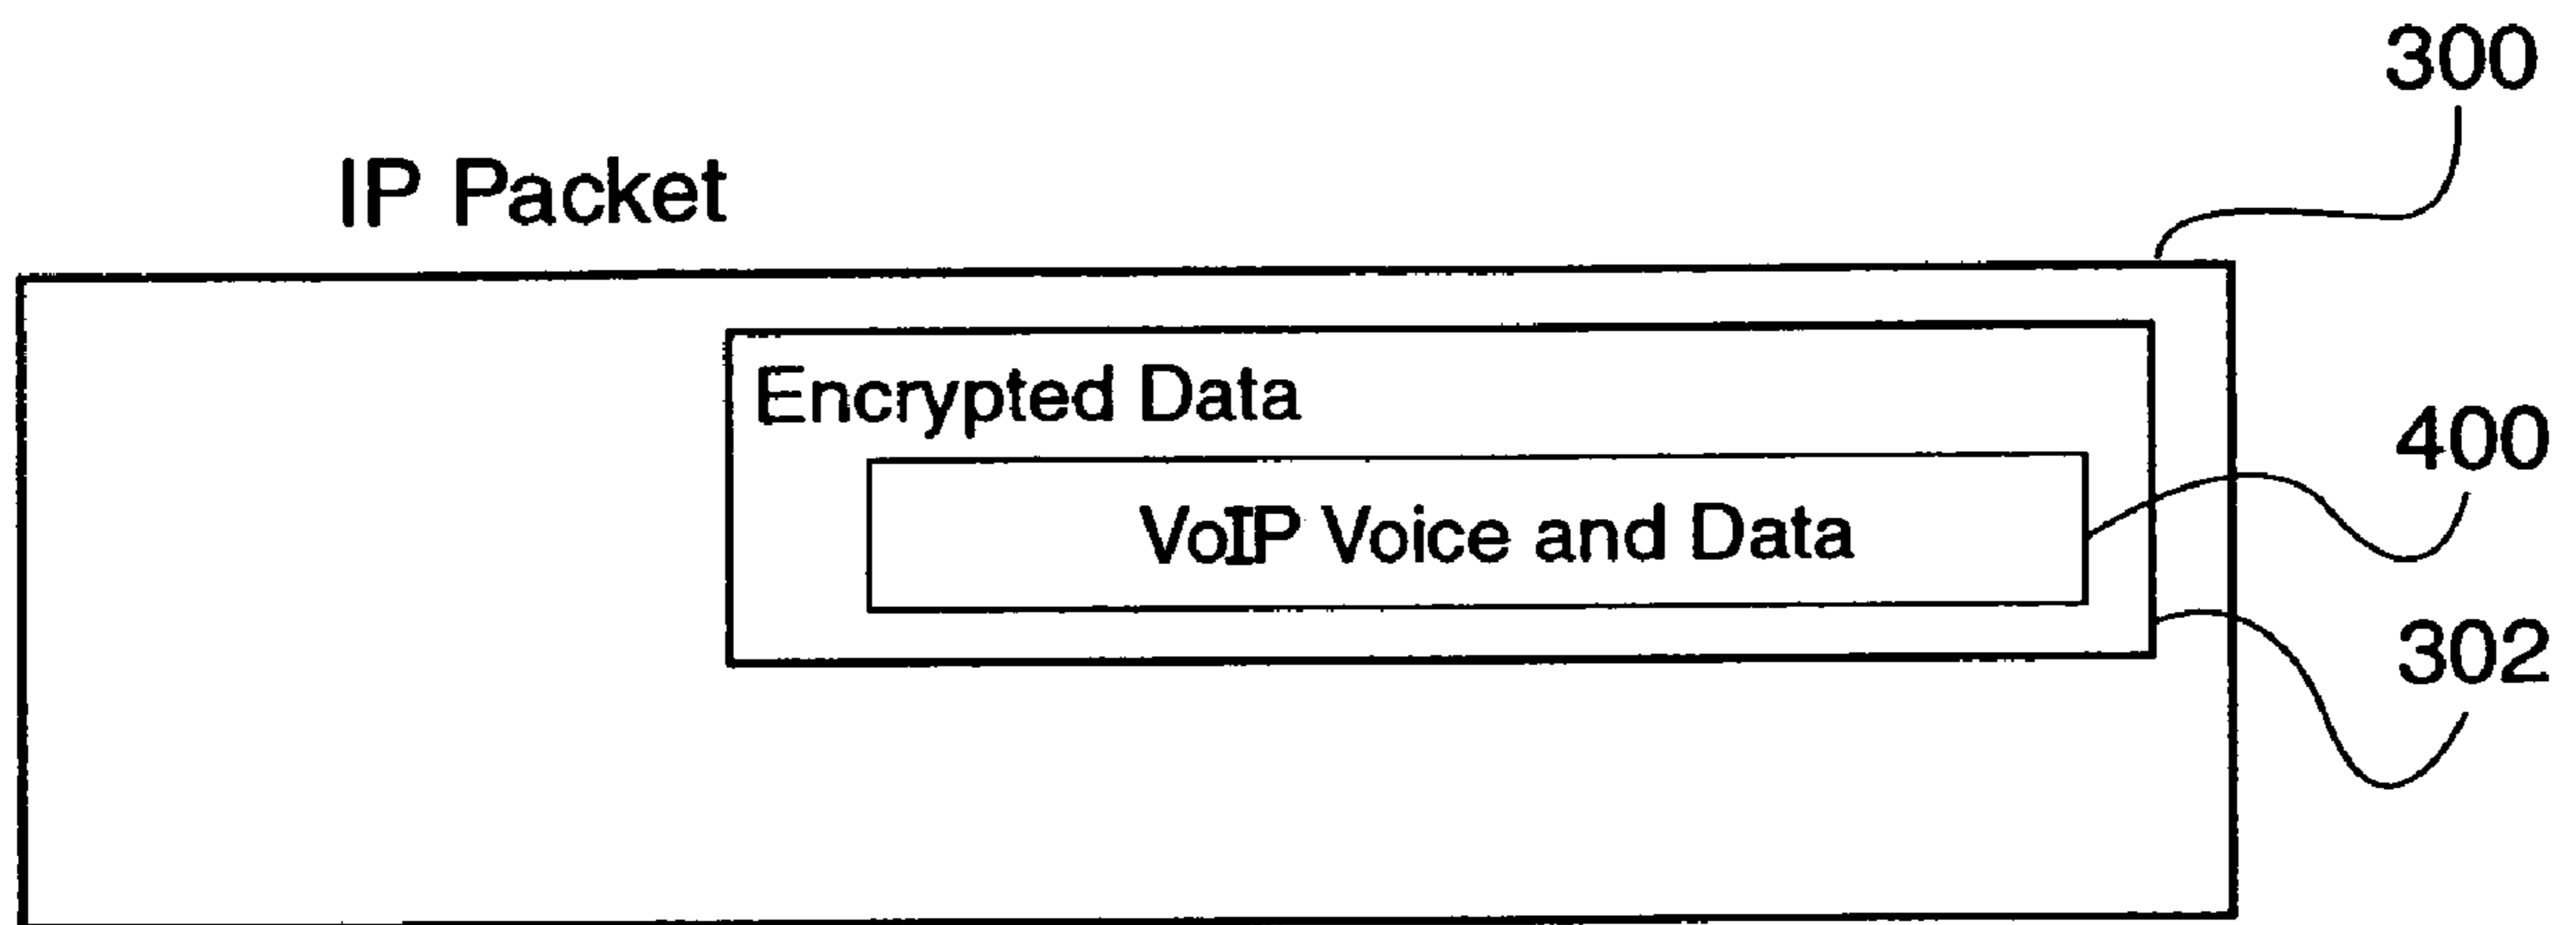 300
IP Packet
Encrypted Data
400
VoIP Voice and Data
302